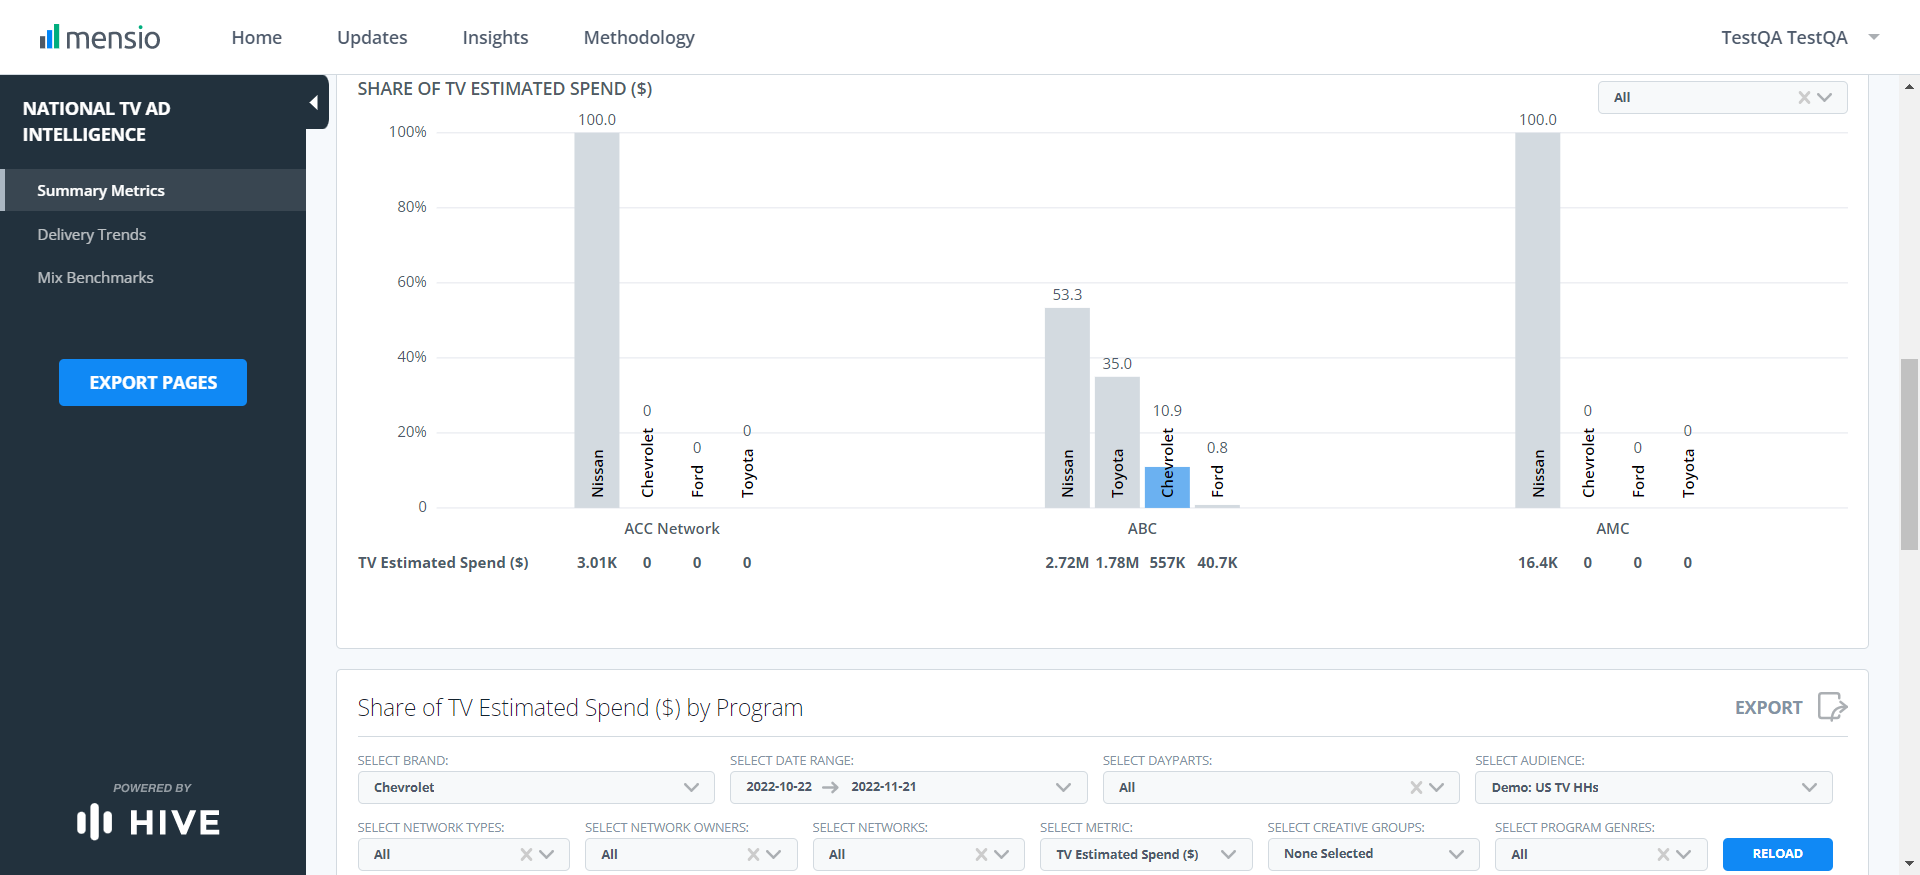 mensio
Home
Updates
Insights
Methodology
TestQA TestQA
NATIONAL TV AD
INTELLIGENCE
Summary Metrics
Delivery Trends
Mix Benchmarks
EXPORT PAGES
POWERED BY
HIVE
SHARE OF TV ESTIMATED SPEND ($)
All
100%
80%
60%
40%
20%
0
100.0
0
0
0
Nissan
Chevrolet
Ford
Toyota
53.3
35.0
10.9
0.8
Nissan
Toyota
Chevrolet
Ford
100.0
0
0
0
Nissan
Chevrolet
Ford
Toyota
ACC Network
ABC
AMC
TV Estimated Spend ($) 3.01K 0 0 0 2.72M 1.78M 557K 40.7K 16.4K 0 0 0
Share of TV Estimated Spend ($) by Program
EXPORT
SELECT BRAND:
Chevrolet
SELECT DATE RANGE:
2022-10-22 → 2022-11-21
SELECT DAYPARTS:
All
SELECT AUDIENCE:
Demo: US TV HHs
SELECT NETWORK TYPES:
All
SELECT NETWORK OWNERS:
All
SELECT NETWORKS:
All
SELECT METRIC:
TV Estimated Spend ($)
SELECT CREATIVE GROUPS:
None Selected
SELECT PROGRAM GENRES:
All
RELOAD